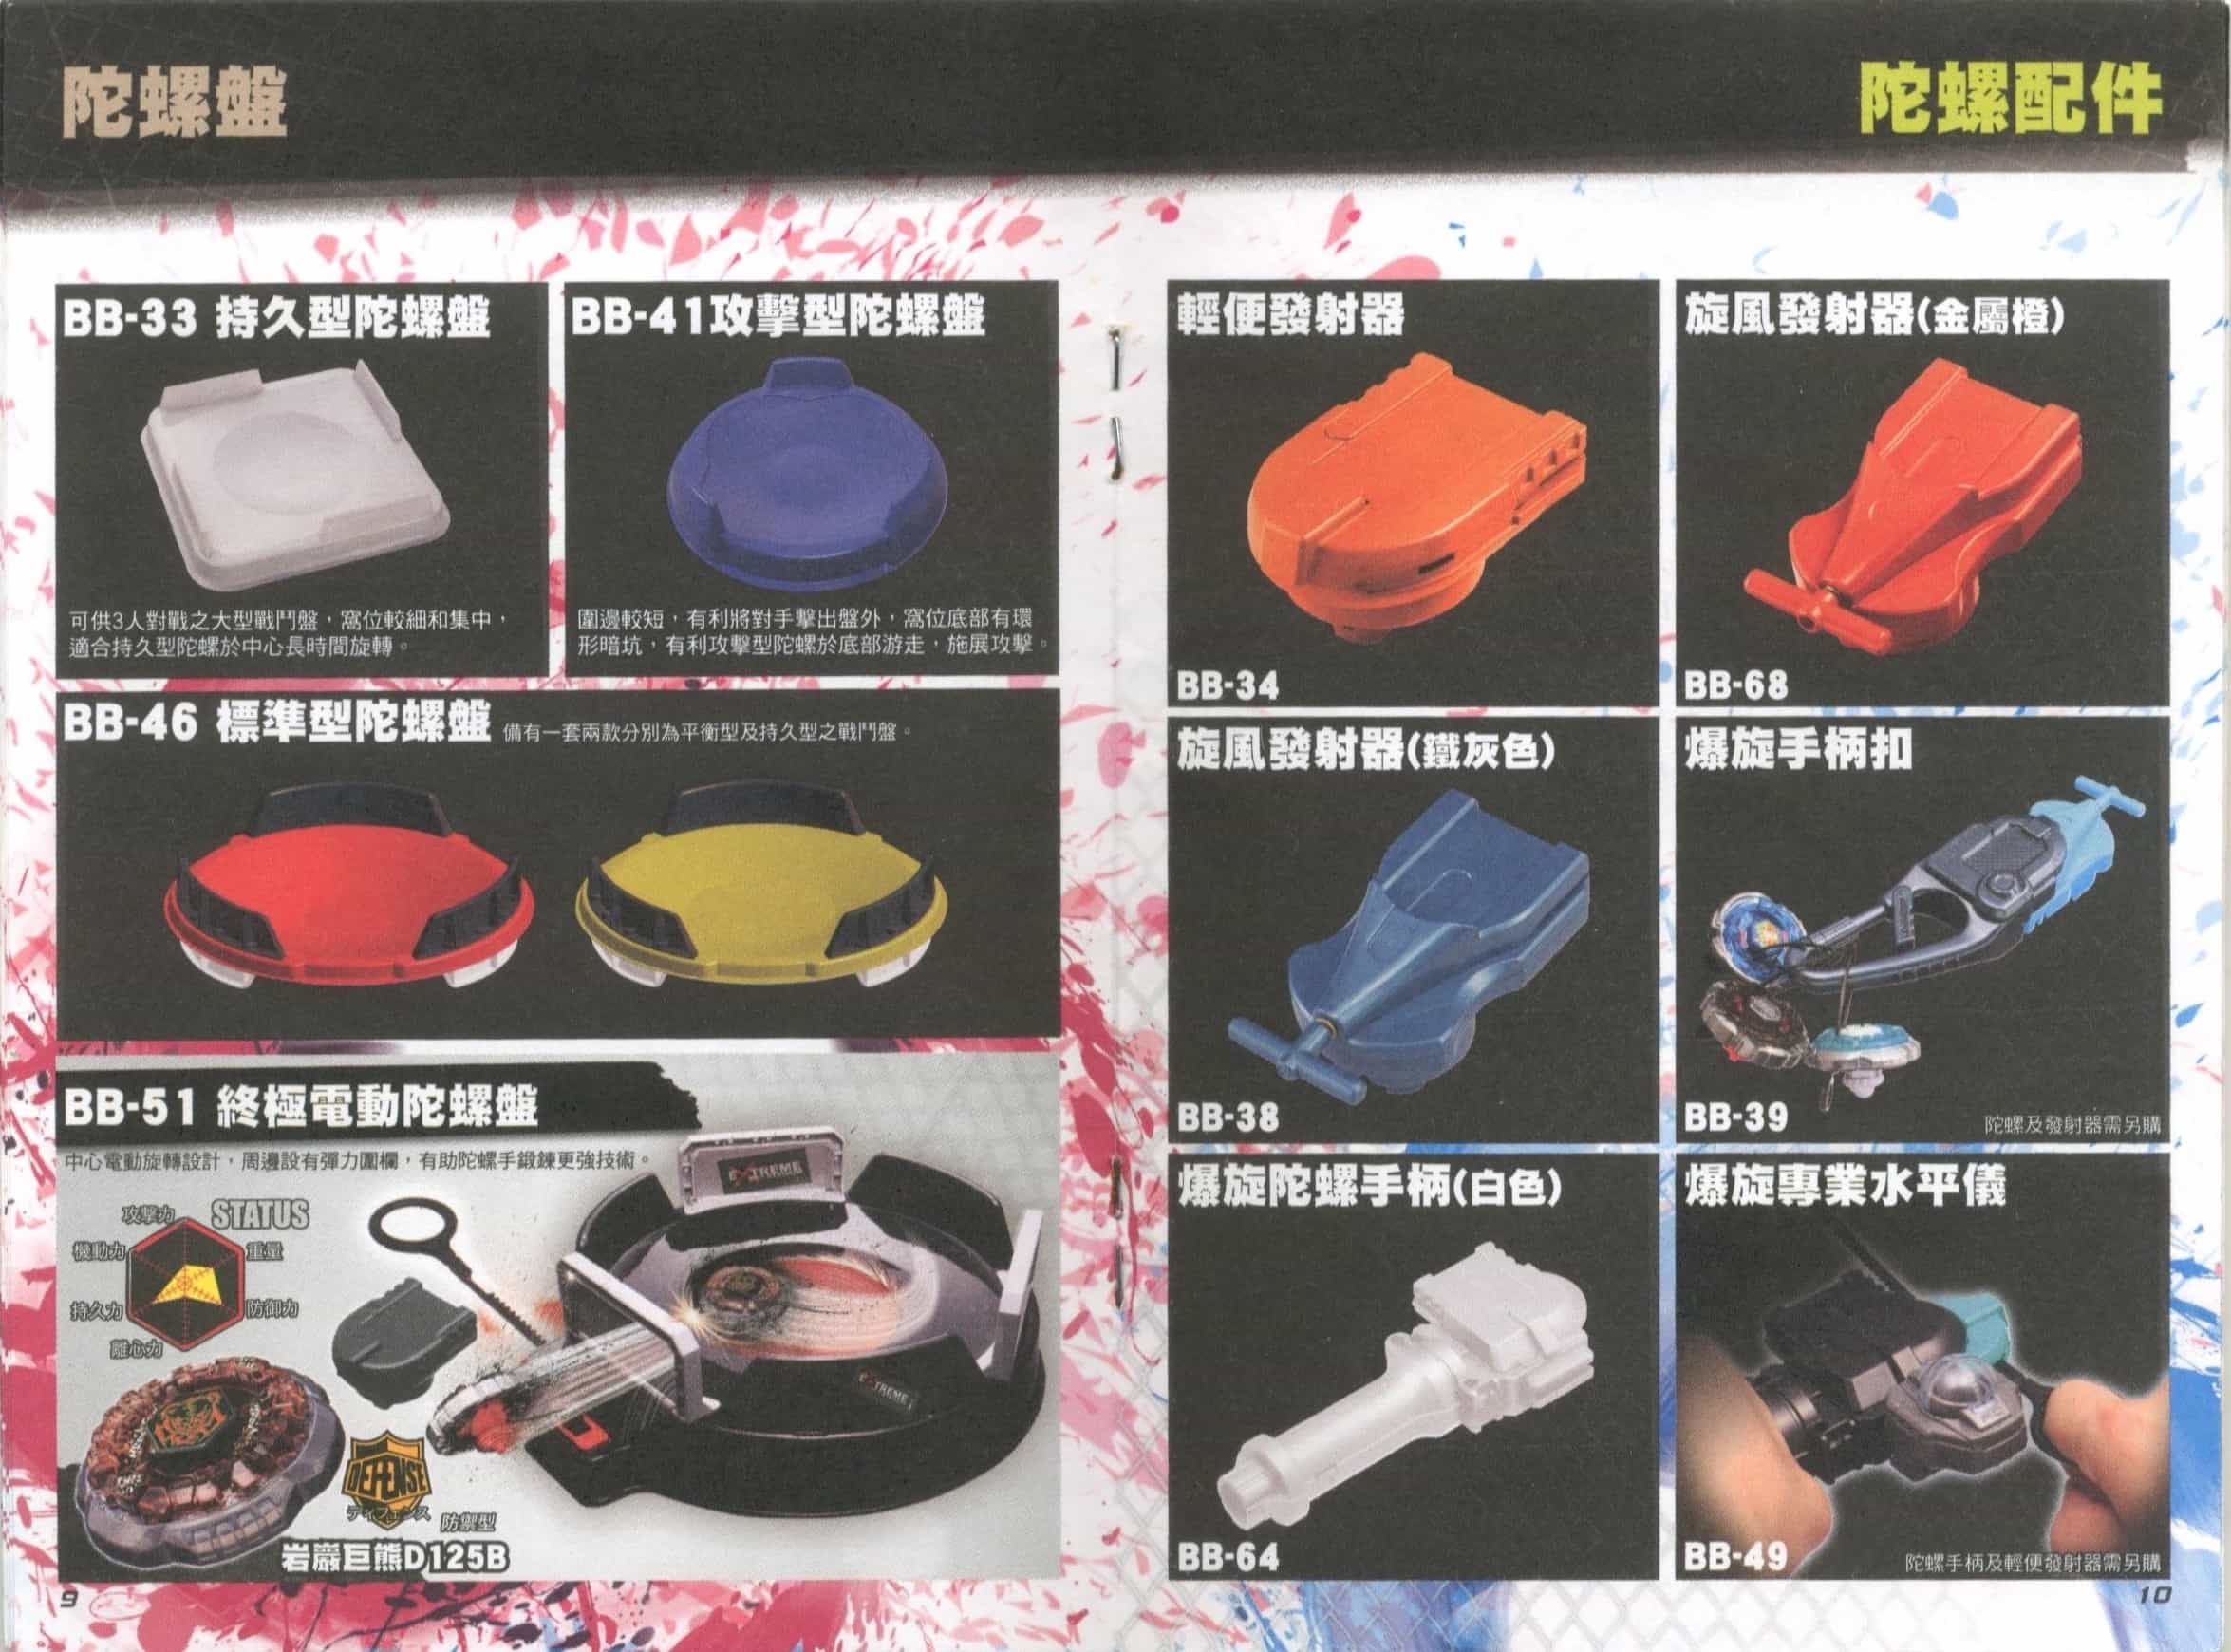 陀螺盤
陀螺配件
BB-33 持久型陀螺盤
可供3人對戰之大型戰鬥盤，窩位較細和集中，
適合持久型陀螺於中心長時間旋轉。
BB-41攻擊型陀螺盤
圍邊較短，有利將對手擊出盤外，窩位底部有環
形暗坑，有利攻擊型陀螺於底部游走，施展攻擊。
BB-46 標準型陀螺盤 備有一套兩款分別為平衡型及持久型之戰鬥盤。
BB-51 終極電動陀螺盤
中心電動旋轉設計，周邊設有彈力圍欄，有助陀螺手鍛鍊更強技術。
STATUS
攻擊力
重量
機動力
防御力
持久力
離心力
EXTREME
EXTREME
DEFENSE
ディフェンス
防禦型
岩巖巨熊D125B
9
輕便發射器
BB-34
旋風發射器(金屬橙)
BB-68
旋風發射器(鐵灰色)
BB-38
爆旋手柄扣
BB-39
陀螺及發射器需另購
爆旋陀螺手柄(白色)
BB-64
爆旋專業水平儀
BB-49
陀螺手柄及輕便發射器需另購
10